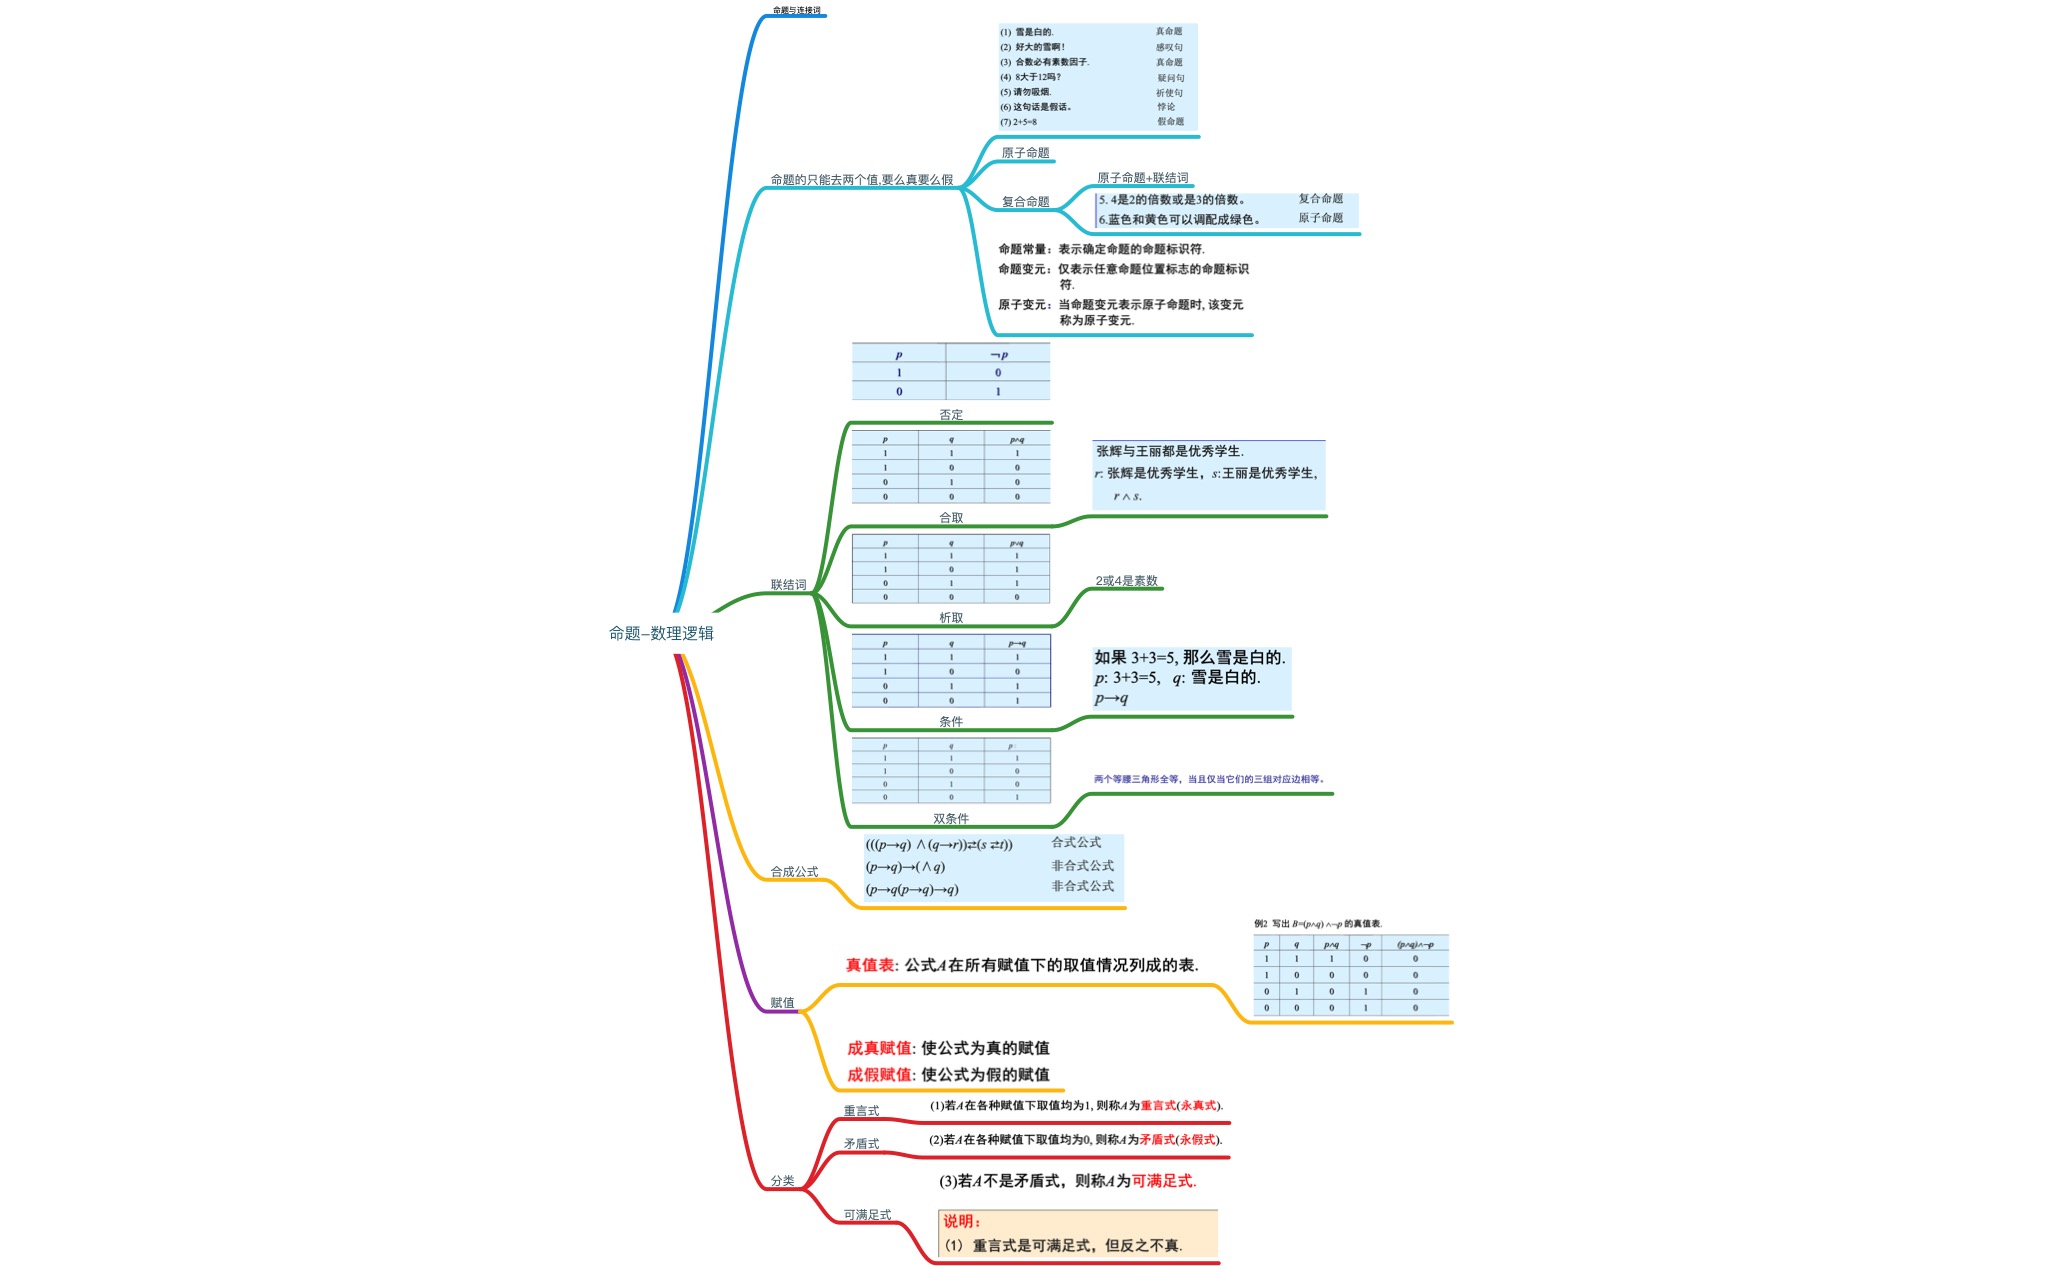 命题与连接词
(1) 雪是白的. 真命题
(2) 好大的雪啊! 感叹句
(3) 合数必有素数因子. 真命题
(4) 8大于12吗? 疑问句
(5) 请勿吸烟. 祈使句
(6) 这句话是假话。 悖论
(7) 2+5=8 假命题
命题的只能去两个值,要么真要么假
原子命题
复合命题
原子命题+联结词
5. 4是2的倍数或是3的倍数。 复合命题
6.蓝色和黄色可以调配成绿色。 原子命题
命题常量：表示确定命题的命题标识符.
命题变元：仅表示任意命题位置标志的命题标识
符.
原子变元：当命题变元表示原子命题时, 该变元
称为原子变元.
p ¬p
1 0
0 1
否定
p q p∧q
1 1 1
1 0 0
0 1 0
0 0 0
合取
张辉与王丽都是优秀学生.
r: 张辉是优秀学生，s:王丽是优秀学生,
r ∧ s.
联结词
p q p∨q
1 1 1
1 0 1
0 1 1
0 0 0
析取
2或4是素数
命题–数理逻辑
p q p→q
1 1 1
1 0 0
0 1 1
0 0 1
条件
如果 3+3=5, 那么雪是白的.
p: 3+3=5, q: 雪是白的.
p→q
p q p
1 1 1
1 0 0
0 1 0
0 0 1
双条件
两个等腰三角形全等，当且仅当它们的三组对应边相等。
合成公式
(((p→q) ∧(q→r))⇄(s ⇄t)) 合式公式
(p→q)→(∧q) 非合式公式
(p→q(p→q)→q) 非合式公式
赋值
真值表: 公式A在所有赋值下的取值情况列成的表.
例2 写出 B=(p∧q) ∧¬p 的真值表.
p q p∧q ¬p (p∧q)∧¬p
1 1 1 0 0
1 0 0 0 0
0 1 0 1 0
0 0 0 1 0
成真赋值: 使公式为真的赋值
成假赋值: 使公式为假的赋值
分类
重言式
(1)若A在各种赋值下取值均为1, 则称A为重言式(永真式).
矛盾式
(2)若A在各种赋值下取值均为0, 则称A为矛盾式(永假式).
可满足式
(3)若A不是矛盾式，则称A为可满足式.
说明：
（1） 重言式是可满足式，但反之不真.